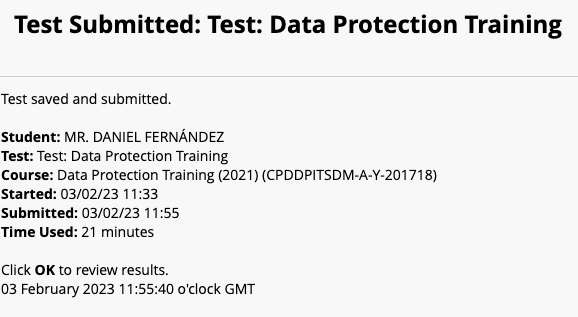 Test Submitted: Test: Data Protection Training
Test saved and submitted.
Student: MR. DANIEL FERNÁNDEZ
Test: Test: Data Protection Training
Course: Data Protection Training (2021) (CPDDPITSDM-A-Y-201718)
Started: 03/02/23 11:33
Submitted: 03/02/23 11:55
Time Used: 21 minutes
Click OK to review results.
03 February 2023 11:55:40 o'clock GMT